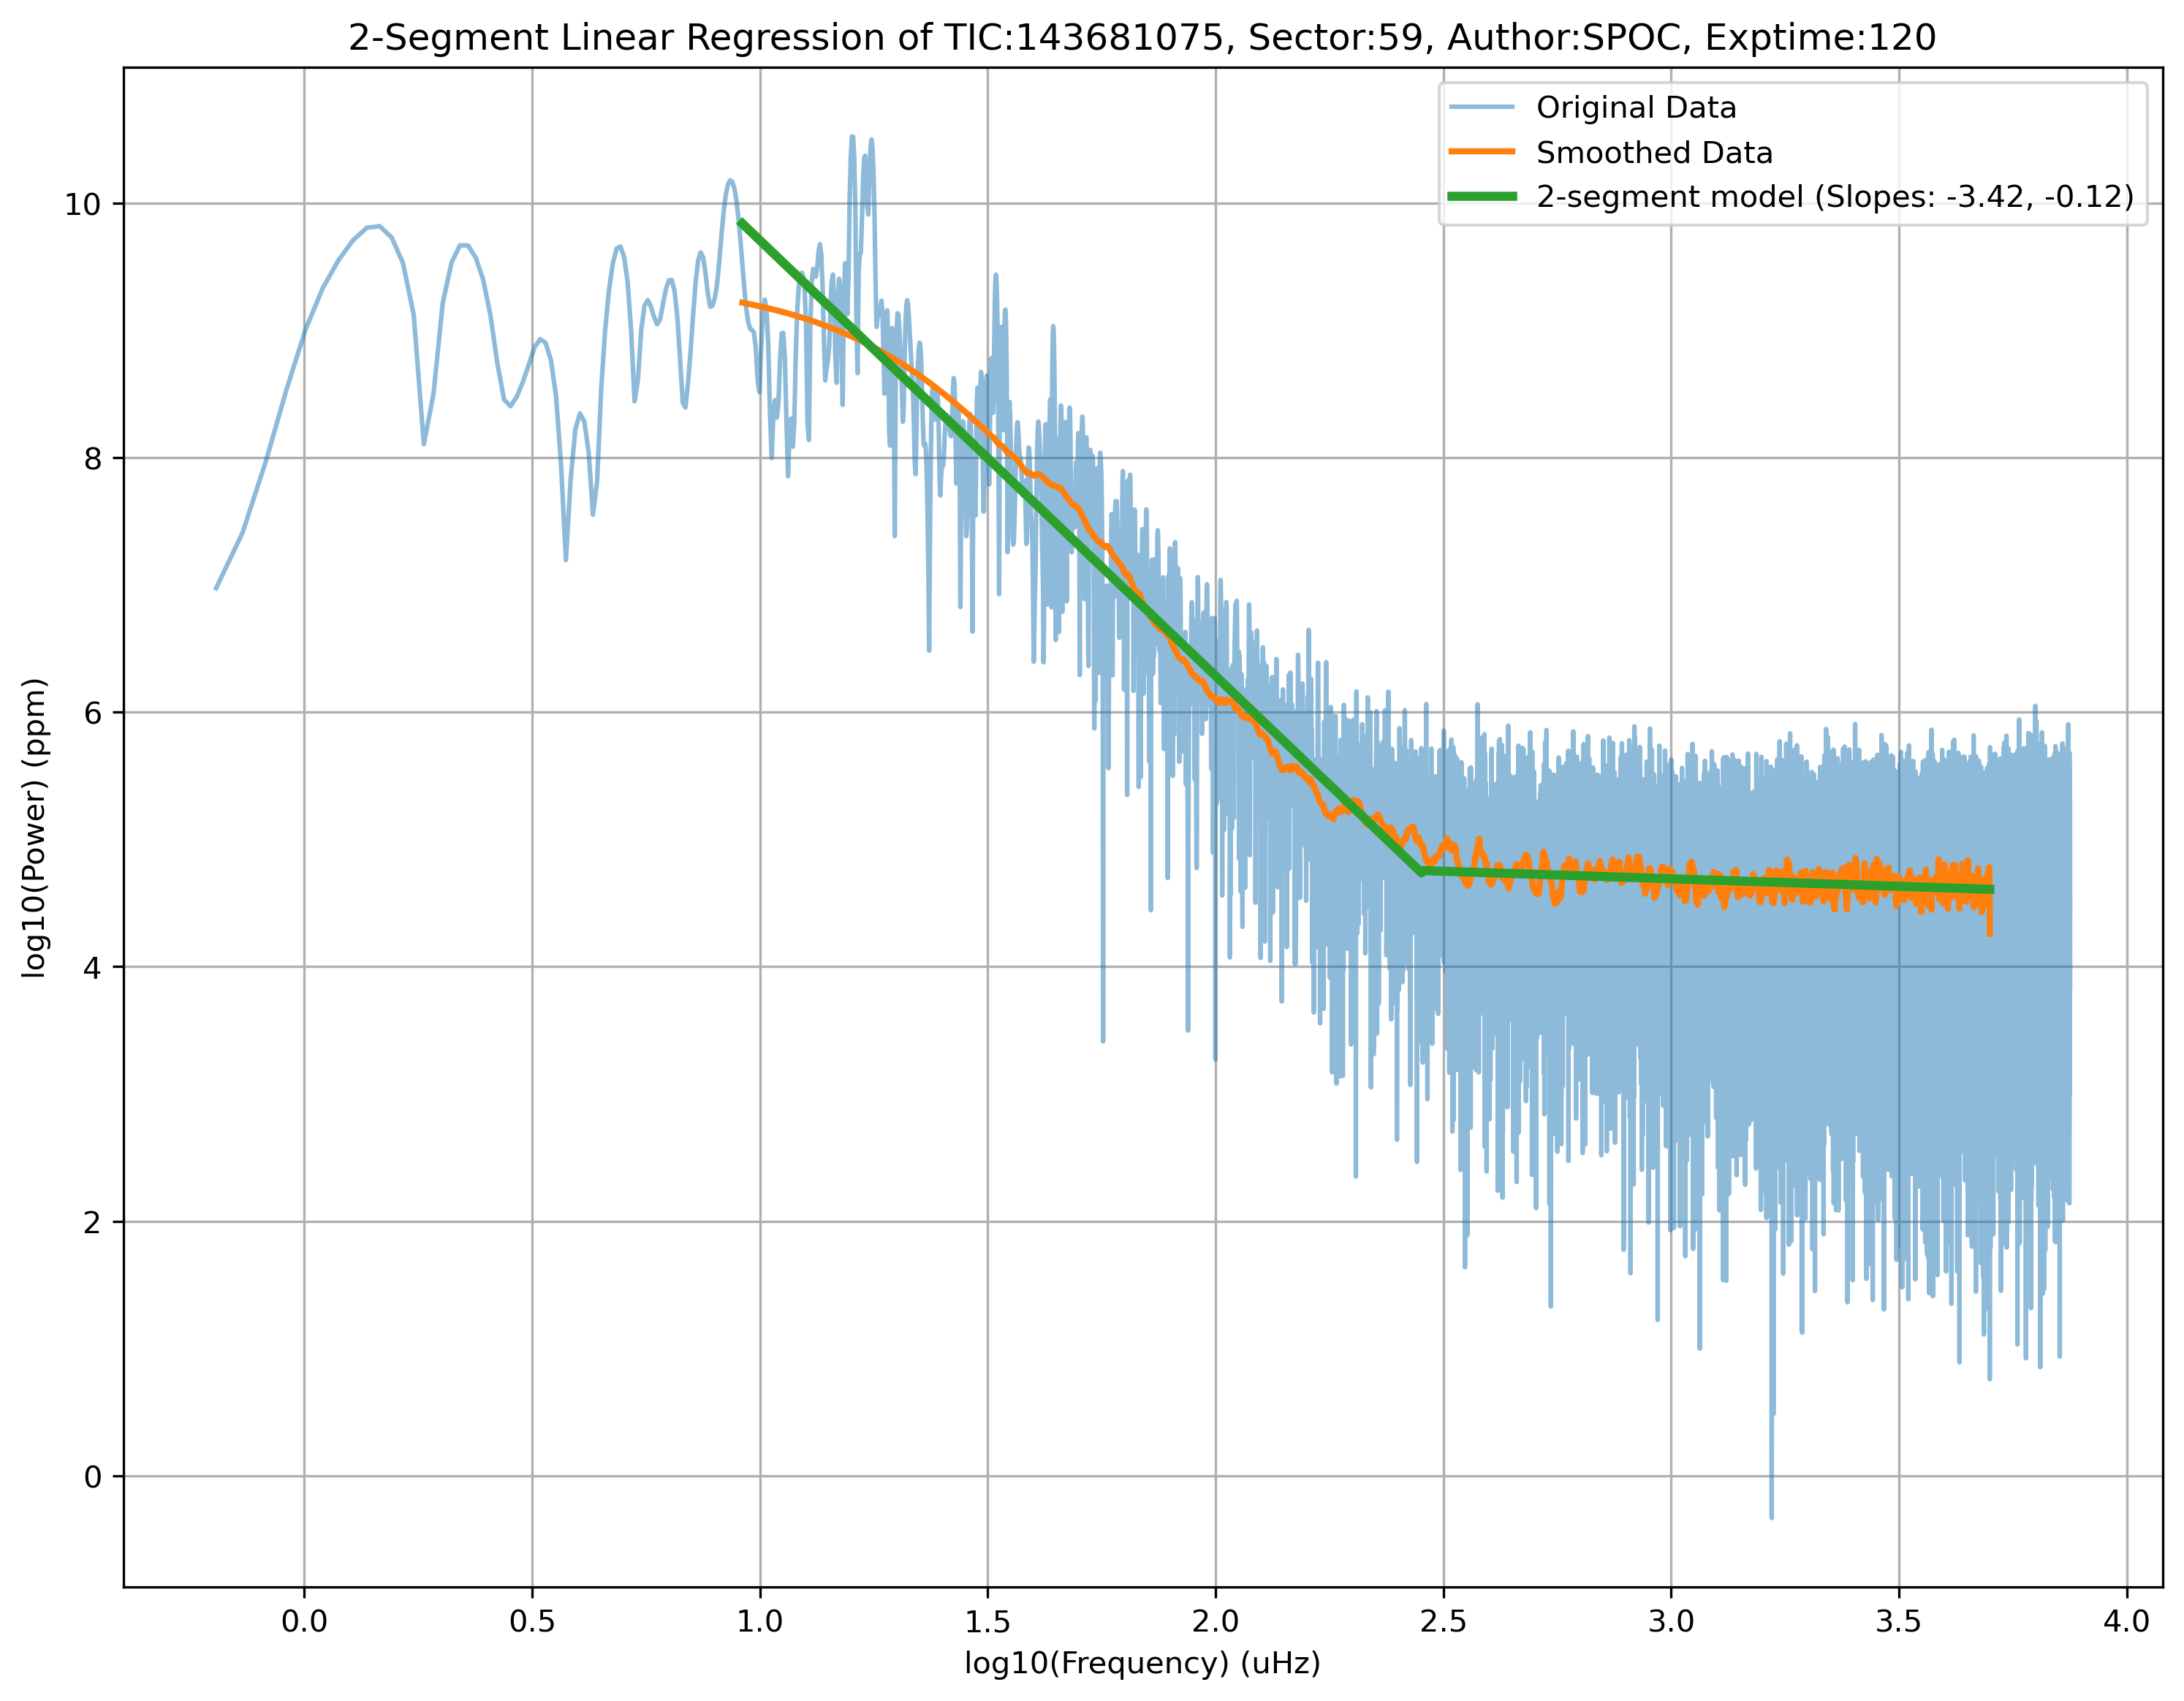 2-Segment Linear Regression of TIC:143681075, Sector:59, Author:SPOC, Exptime:120
Original Data
Smoothed Data
2-segment model (Slopes: -3.42, -0.12)
log10(Power) (ppm)
10
8
6
4
2
0
0.0 0.5 1.0 1.5 2.0 2.5 3.0 3.5 4.0
log10(Frequency) (uHz)